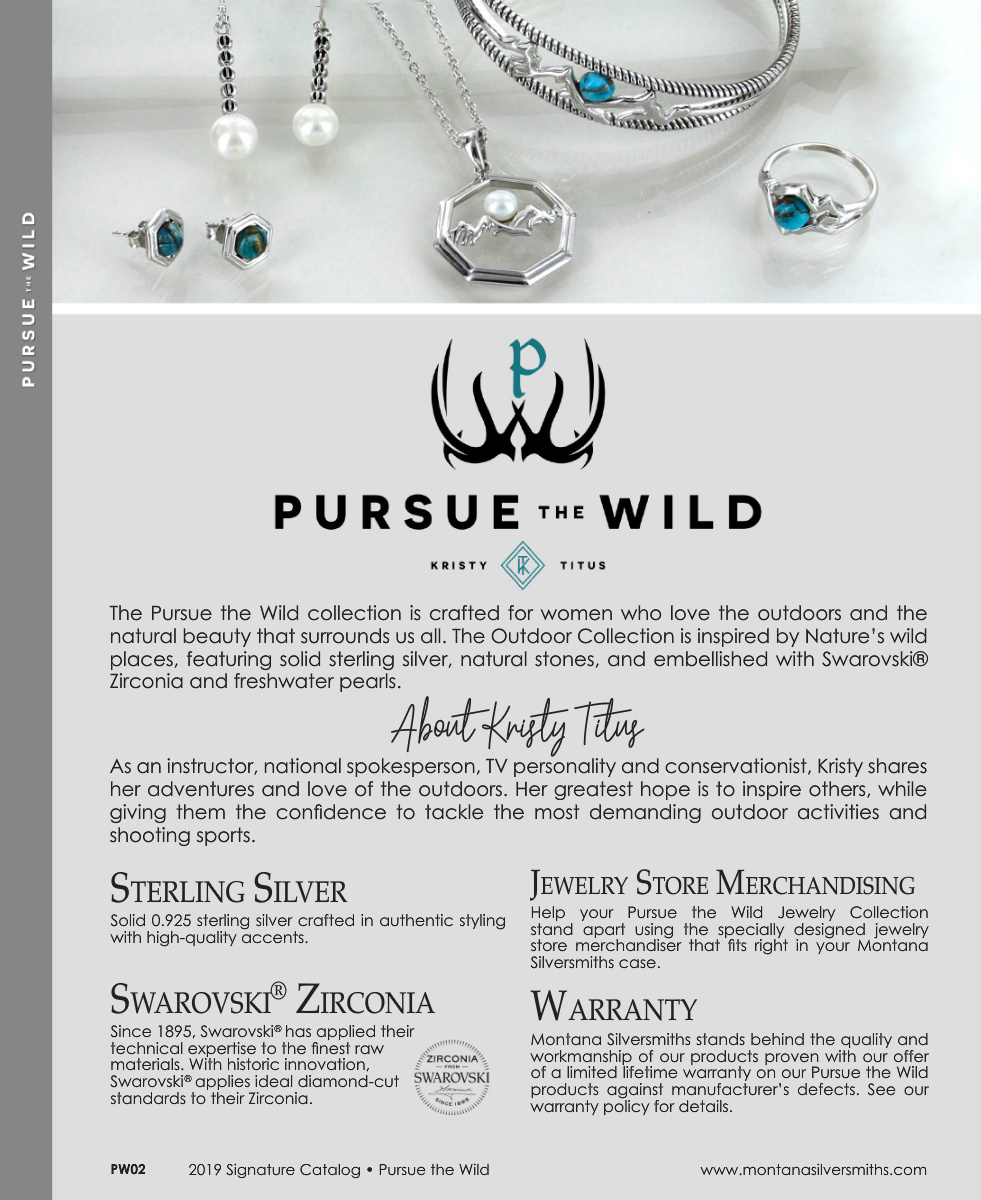 PURSUE THE WILD
p
PURSUE THE WILD
KRISTY TK TITUS
The Pursue the Wild collection is crafted for women who love the outdoors and the
natural beauty that surrounds us all. The Outdoor Collection is inspired by Nature's wild
places, featuring solid sterling silver, natural stones, and embellished with Swarovski®
Zirconia and freshwater pearls.
About Kristy Titus
As an instructor, national spokesperson, TV personality and conservationist, Kristy shares
her adventures and love of the outdoors. Her greatest hope is to inspire others, while
giving them the confidence to tackle the most demanding outdoor activities and
shooting sports.
STERLING SILVER
Solid 0.925 sterling silver crafted in authentic styling
with high-quality accents.
SWAROVSKI® ZIRCONIA
Since 1895, Swarovski® has applied their
technical expertise to the finest raw
materials. With historic innovation,
Swarovski® applies ideal diamond-cut
standards to their Zirconia.
ZIRCONIA
FROM
SWAROVSKI
SINCE 1895
JEWELRY STORE MERCHANDISING
Help your Pursue the Wild Jewelry Collection
stand apart using the specially designed jewelry
store merchandiser that fits right in your Montana
Silversmiths case.
WARRANTY
Montana Silversmiths stands behind the quality and
workmanship of our products proven with our offer
of a limited lifetime warranty on our Pursue the Wild
products against manufacturer's defects. See our
warranty policy for details.
PW02 2019 Signature Catalog • Pursue the Wild www.montanasilversmiths.com